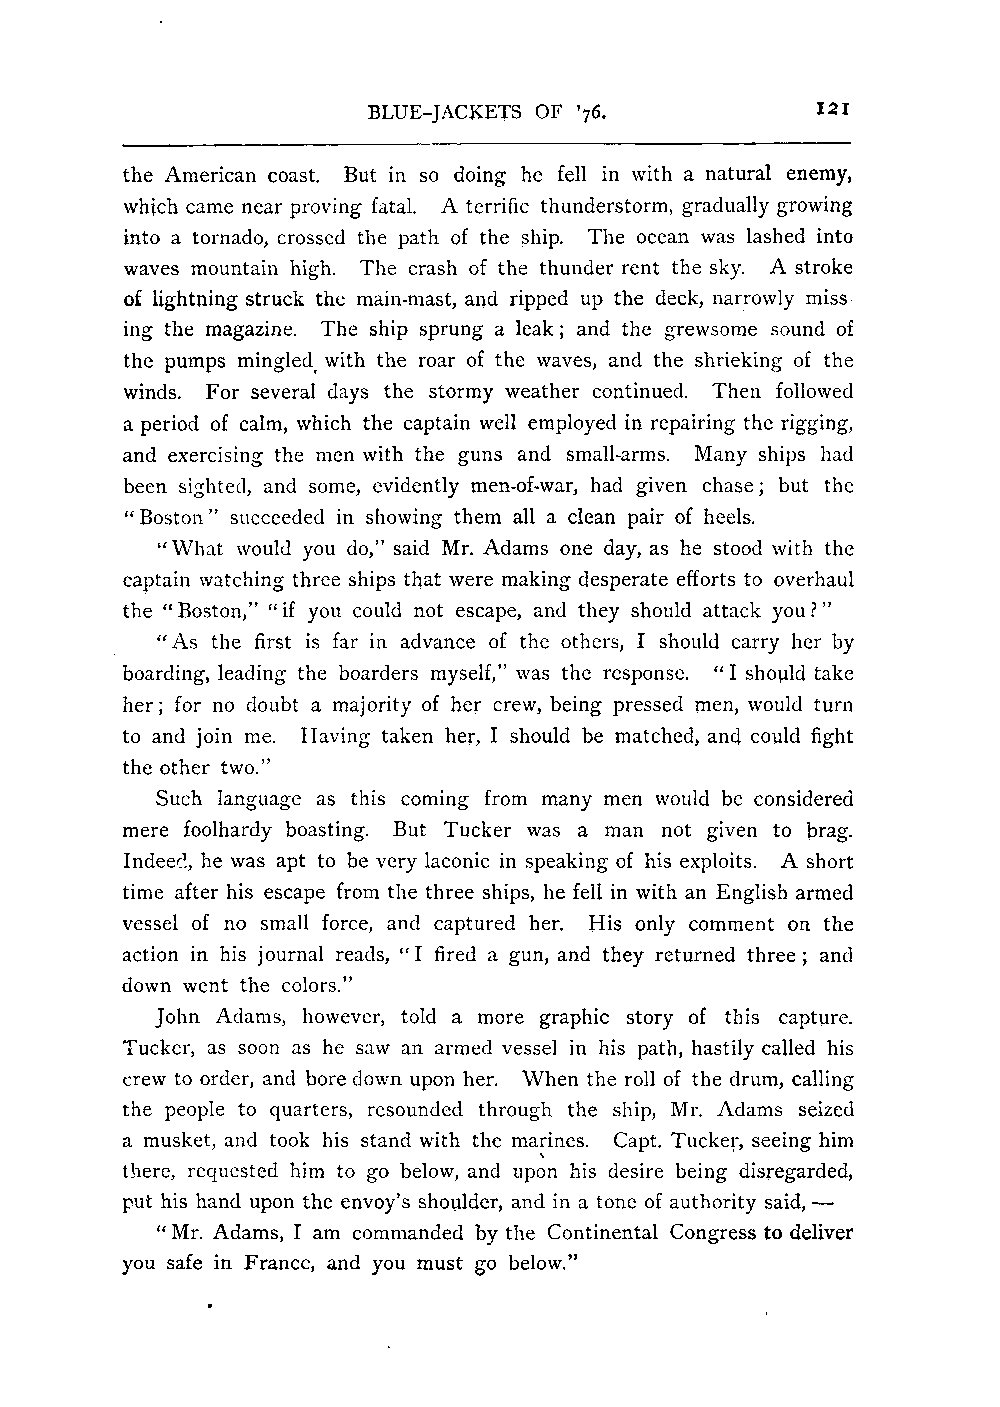 BLUE-JACKETS OF '76. 121
the American coast. But in so doing he fell in with a natural enemy,
which came near proving fatal. A terrific thunderstorm, gradually growing
into a tornado, crossed the path of the ship. The ocean was lashed into
waves mountain high. The crash of the thunder rent the sky. A stroke
of lightning struck the main-mast, and ripped up the deck, narrowly miss-
ing the magazine. The ship sprung a leak; and the grewsome sound of
the pumps mingled with the roar of the waves, and the shrieking of the
winds. For several days the stormy weather continued. Then followed
a period of calm, which the captain well employed in repairing the rigging,
and exercising the men with the guns and small-arms. Many ships had
been sighted, and some, evidently men-of-war, had given chase; but the
"Boston" succeeded in showing them all a clean pair of heels.
"What would you do," said Mr. Adams one day, as he stood with the
captain watching three ships that were making desperate efforts to overhaul
the "Boston," "if you could not escape, and they should attack you?"
"As the first is far in advance of the others, I should carry her by
boarding, leading the boarders myself," was the response. "I should take
her; for no doubt a majority of her crew, being pressed men, would turn
to and join me. Having taken her, I should be matched, and could fight
the other two."
Such language as this coming from many men would be considered
mere foolhardy boasting. But Tucker was a man not given to brag.
Indeed, he was apt to be very laconic in speaking of his exploits. A short
time after his escape from the three ships, he fell in with an English armed
vessel of no small force, and captured her. His only comment on the
action in his journal reads, "I fired a gun, and they returned three; and
down went the colors."
John Adams, however, told a more graphic story of this capture.
Tucker, as soon as he saw an armed vessel in his path, hastily called his
crew to order, and bore down upon her. When the roll of the drum, calling
the people to quarters, resounded through the ship, Mr. Adams seized
a musket, and took his stand with the marines. Capt. Tucker, seeing him
there, requested him to go below, and upon his desire being disregarded,
put his hand upon the envoy's shoulder, and in a tone of authority said, —
"Mr. Adams, I am commanded by the Continental Congress to deliver
you safe in France, and you must go below."